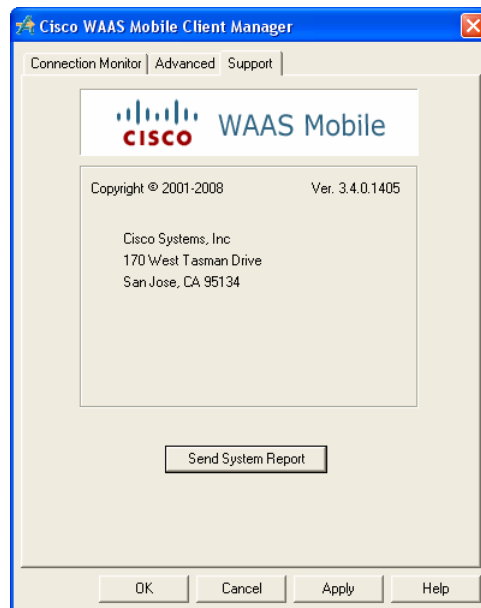 Cisco WAAS Mobile Client Manager
Connection Monitor Advanced Support
CISCO WAAS Mobile
Copyright © 2001-2008 Ver. 3.4.0.1405
Cisco Systems, Inc
170 West Tasman Drive
San Jose, CA 95134
Send System Report
OK Cancel Apply Help